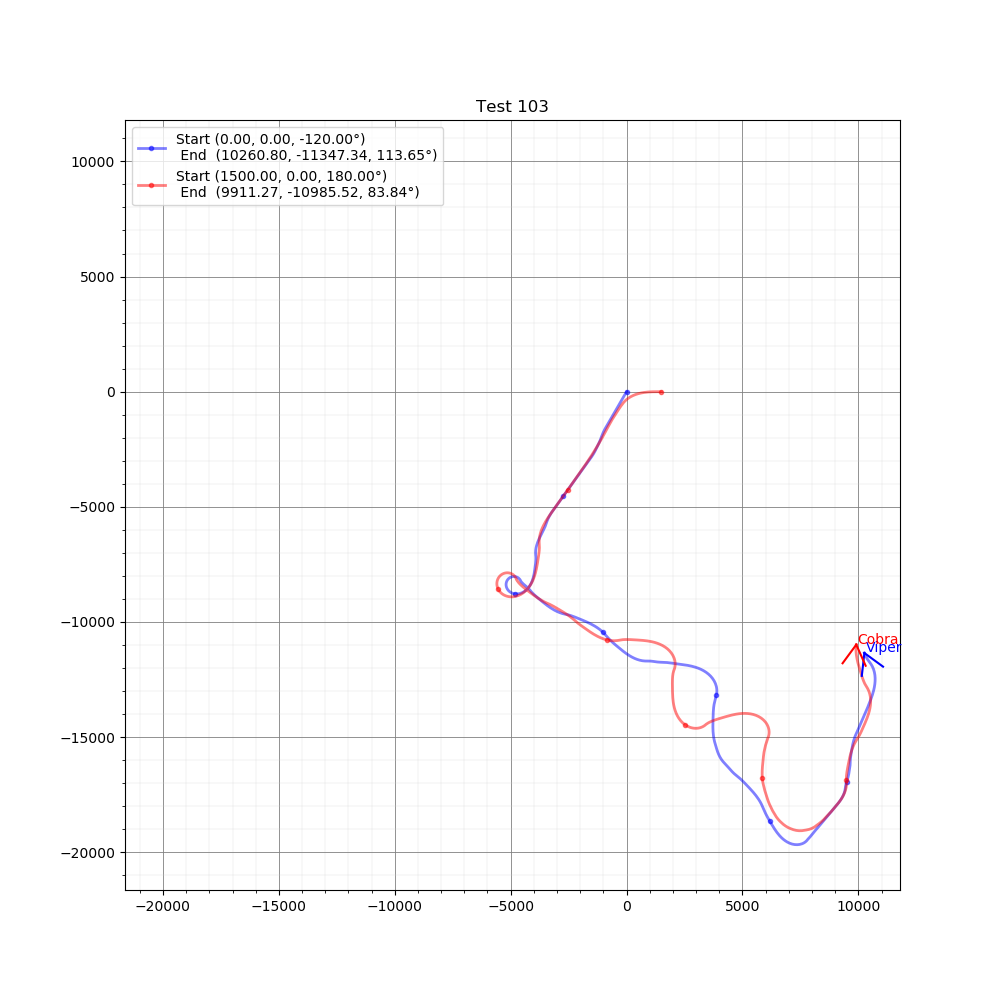 Test 103
Start (0.00, 0.00, -120.00°)
End  (10260.80, -11347.34, 113.65°)
Start (1500.00, 0.00, 180.00°)
End  (9911.27, -10985.52, 83.84°)
10000
5000
0
−5000
−10000
−15000
−20000
Cobra
Viper
−20000 −15000 −10000 −5000 0 5000 10000